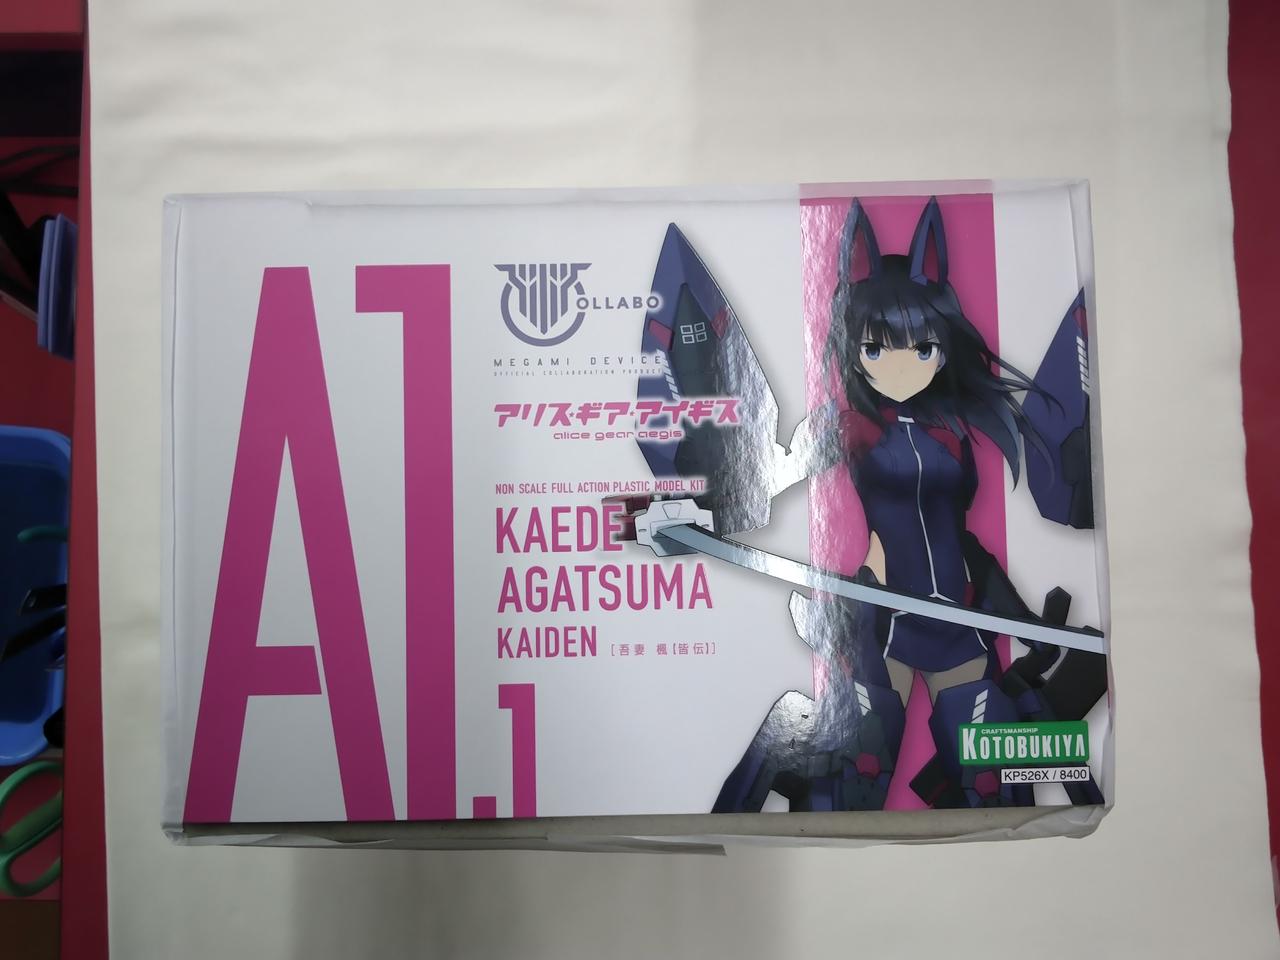 A1.1
COLLABO
MEGAMI DEVICE
OFFICIAL COLLABORATION PRODUCT
アリス・ギア・アイギス
alice gear aegis
NON SCALE FULL ACTION PLASTIC MODEL KIT
KAEDE
AGATSUMA
KAIDEN [吾妻 楓【皆伝】]
CRAFTSMANSHIP
KOTOBUKIYA
KP526X / 8400